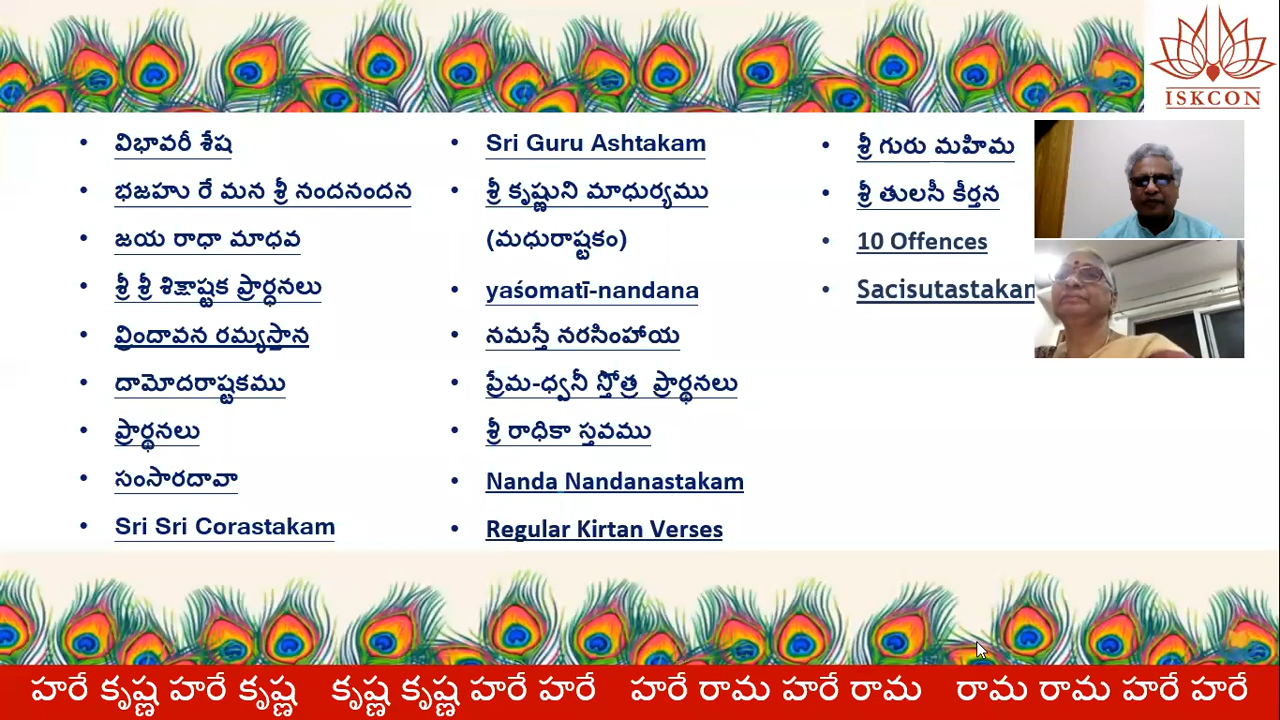 ISKCON
విభావరీ శేష
భజహు రే మన శ్రీ నందనందన
జయ రాధా మాధవ
శ్రీ శ్రీ శిక్షాష్టక ప్రార్ధనలు
వ్రిందావన రమ్యస్తాన
దామోదరాష్టకము
ప్రార్థనలు
సంసారదావా
Sri Sri Corastakam
Sri Guru Ashtakam
శ్రీ కృష్ణుని మాధుర్యము
(మధురాష్టకం)
yaśomatī-nandana
నమస్తే నరసింహాయ
ప్రేమ-ధ్వనీ స్తోత్ర ప్రార్థనలు
శ్రీ రాధికా స్తవము
Nanda Nandanastakam
Regular Kirtan Verses
శ్రీ గురు మహిమ
శ్రీ తులసీ కీర్తన
10 Offences
Sacisutastakan
హరే కృష్ణ హరే కృష్ణ కృష్ణ కృష్ణ హరే హరే హరే రామ హరే రామ రామ రామ హరే హరే